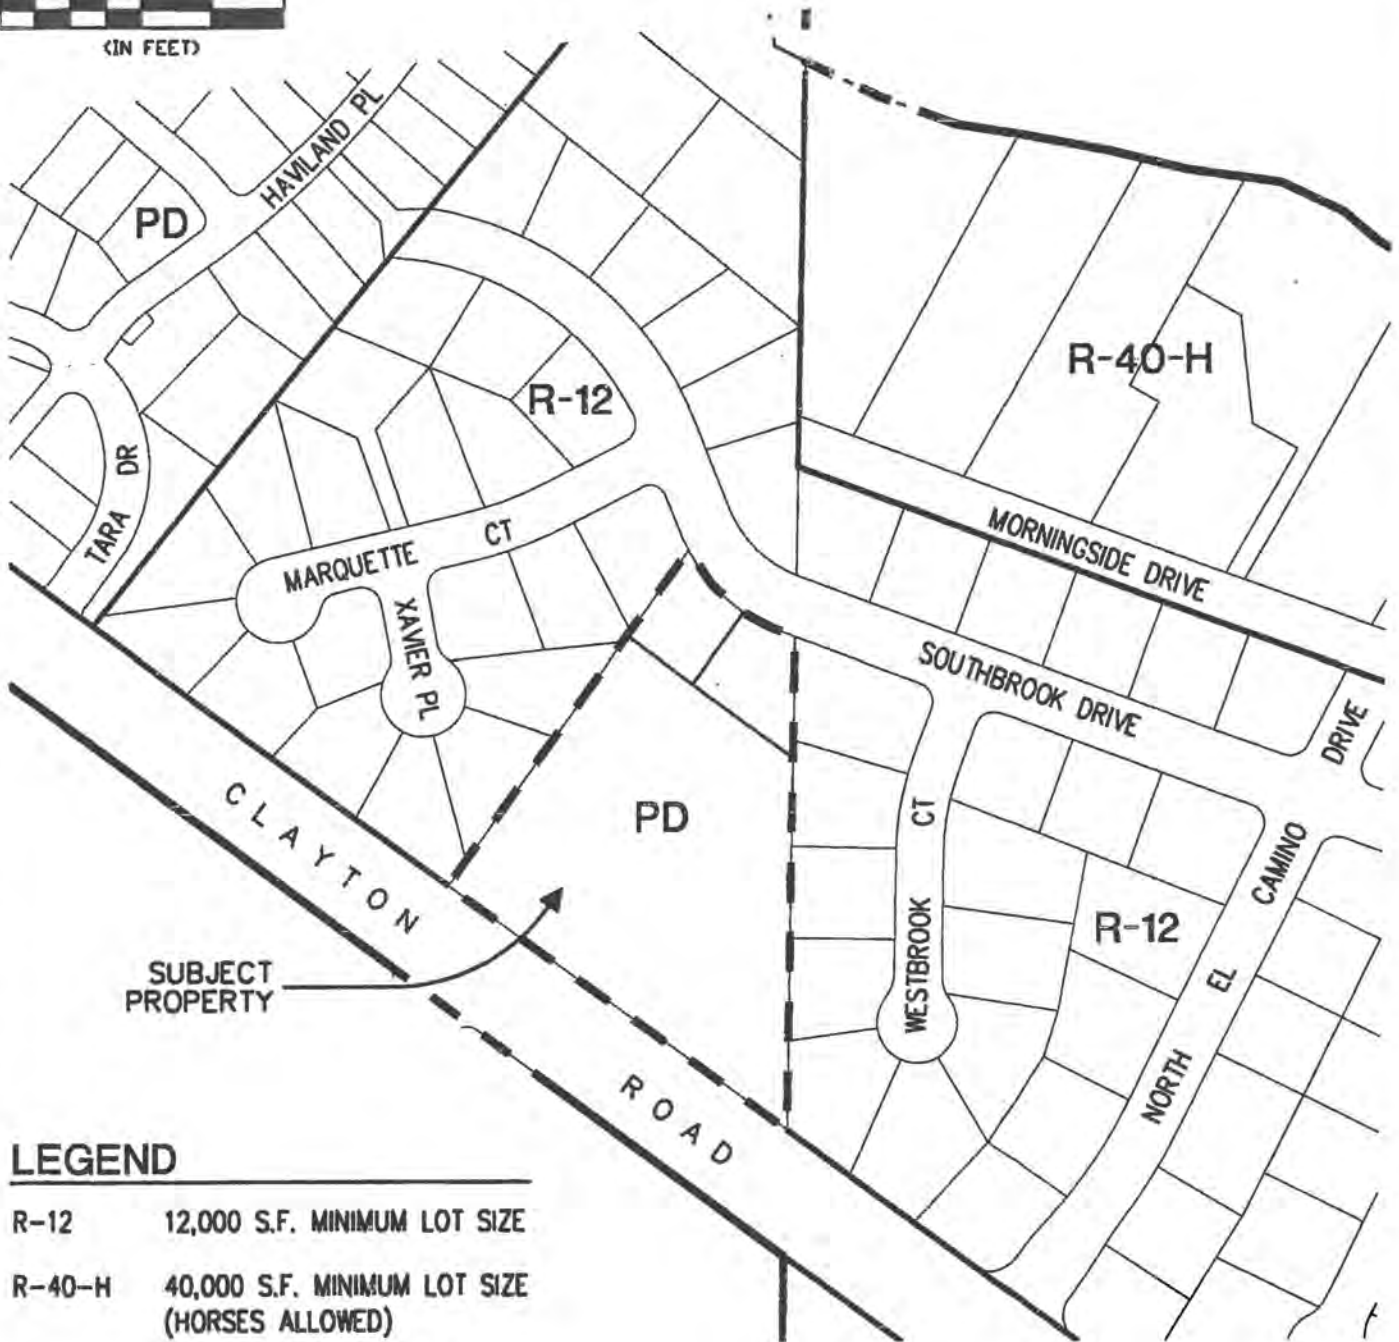 (IN FEET)
HAVILAND PL
PD
R-12
R-40-H
TARA DR
MARQUETTE CT
XAVIER PL
MORNINGSIDE DRIVE
SOUTHBROOK DRIVE
DRIVE
PD
WESTBROOK CT
R-12
NORTH EL CAMINO
CLAYTON ROAD
SUBJECT
PROPERTY
LEGEND
R-12 12,000 S.F. MINIMUM LOT SIZE
R-40-H 40,000 S.F. MINIMUM LOT SIZE
(HORSES ALLOWED)